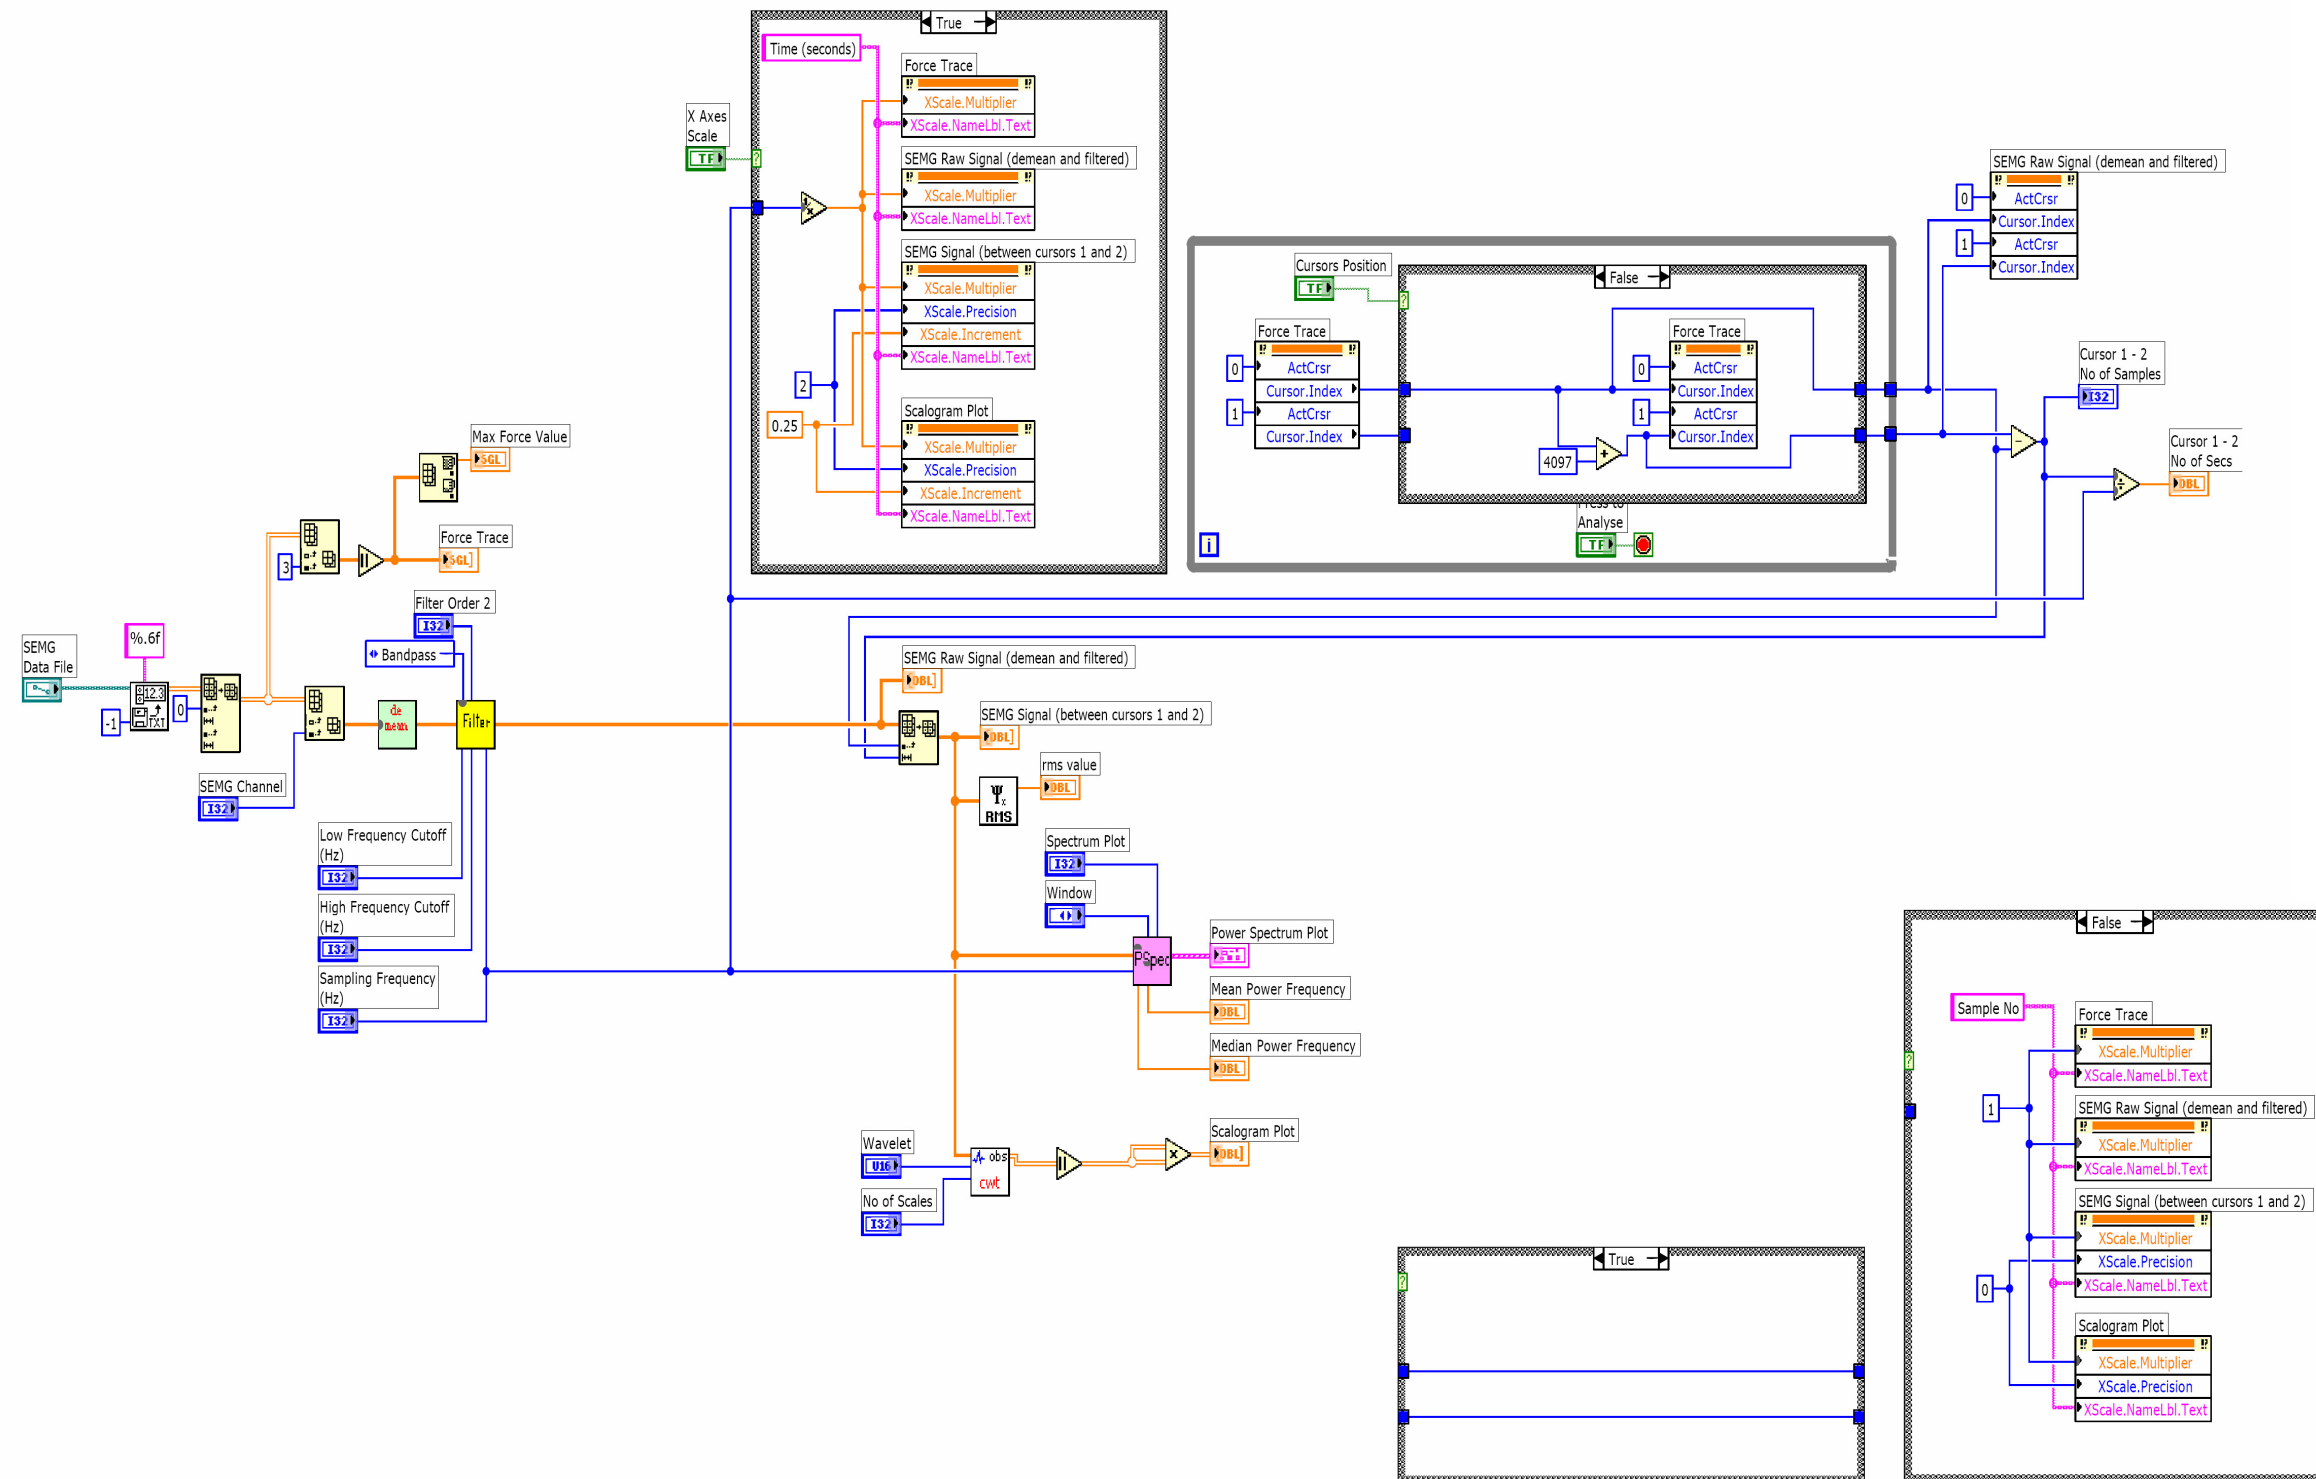 True
Time (seconds)
Force Trace
XScale.Multiplier
XScale.NameLbl.Text
X Axes
Scale
TF
?
SEMG Raw Signal (demean and filtered)
XScale.Multiplier
XScale.NameLbl.Text
1/x
SEMG Signal (between cursors 1 and 2)
XScale.Multiplier
XScale.Precision
XScale.Increment
XScale.NameLbl.Text
2
0.25
Scalogram Plot
XScale.Multiplier
XScale.Precision
XScale.Increment
XScale.NameLbl.Text
SEMG Raw Signal (demean and filtered)
0
ActCrsr
Cursor.Index
1
ActCrsr
Cursor.Index
Cursors Position
TF
?
False
Force Trace
0
ActCrsr
Cursor.Index
1
ActCrsr
Cursor.Index
Force Trace
0
ActCrsr
Cursor.Index
1
ActCrsr
Cursor.Index
4097
+
Press to
Analyse
TF
i
Cursor 1 - 2
No of Samples
I32
-
÷
Cursor 1 - 2
No of Secs
DBL
Max Force Value
SGL
Force Trace
SGL]
3
Filter Order 2
I32
Bandpass
%.6f
SEMG
Data File
12.3
TXT
-1
0
de
mean
Filter
SEMG Channel
I32
Low Frequency Cutoff
(Hz)
I32
High Frequency Cutoff
(Hz)
I32
Sampling Frequency
(Hz)
I32
SEMG Raw Signal (demean and filtered)
DBL]
SEMG Signal (between cursors 1 and 2)
DBL]
rms value
DBL
Ψx
RMS
Spectrum Plot
I32
Window
PSpec
Power Spectrum Plot
Mean Power Frequency
DBL
Median Power Frequency
DBL
Wavelet
U16
No of Scales
I32
obs
cwt
x
Scalogram Plot
DBL]
True
?
False
?
Sample No
Force Trace
XScale.Multiplier
XScale.NameLbl.Text
1
SEMG Raw Signal (demean and filtered)
XScale.Multiplier
XScale.NameLbl.Text
SEMG Signal (between cursors 1 and 2)
XScale.Multiplier
XScale.Precision
XScale.NameLbl.Text
0
Scalogram Plot
XScale.Multiplier
XScale.Precision
XScale.NameLbl.Text